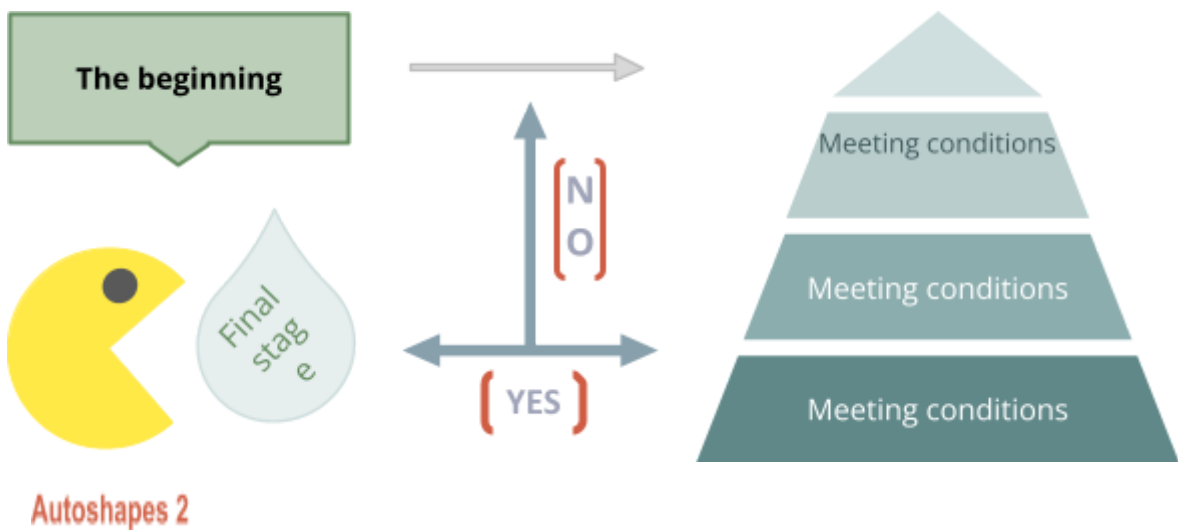 The beginning
Meeting conditions
N
O
Final
stag
e
Meeting conditions
YES
Meeting conditions
Autoshapes 2